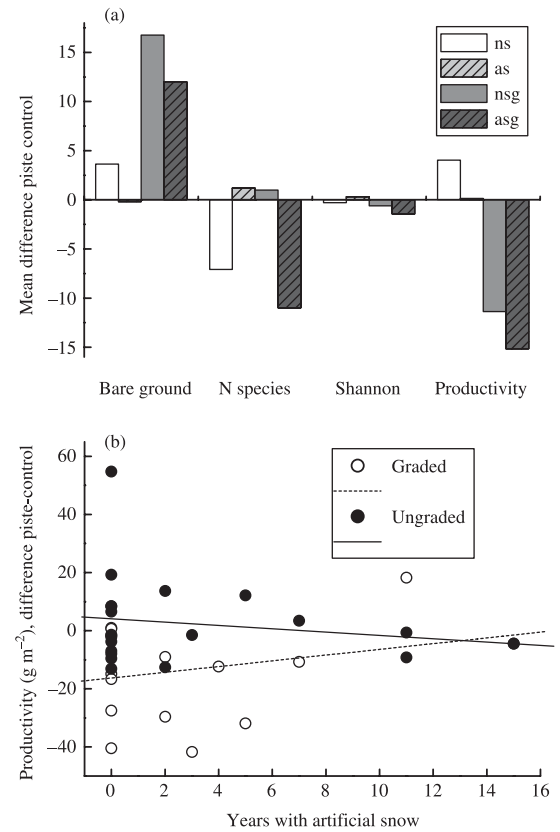 (a)
Mean difference piste control
15
10
5
0
−5
−10
−15
ns
as
nsg
asg
Bare ground N species Shannon Productivity
(b)
Productivity (g m⁻²), difference piste-control
60
40
20
0
−20
−40
Graded
Ungraded
0 2 4 6 8 10 12 14 16
Years with artificial snow